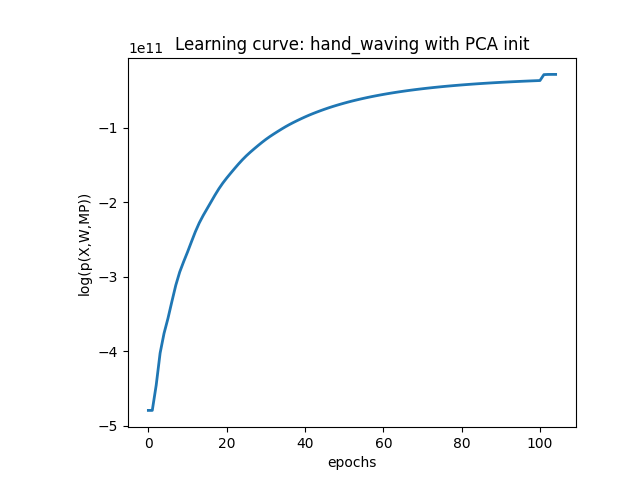 Learning curve: hand_waving with PCA init
1e11
−1
−2
−3
−4
−5
log(p(X,W,MP))
0 20 40 60 80 100
epochs